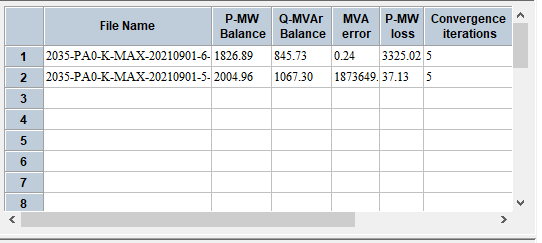 File Name P-MW Balance Q-MVAr Balance MVA error P-MW loss Convergence iterations
1 2035-PA0-K-MAX-20210901-6- 1826.89 845.73 0.24 3325.02 5
2 2035-PA0-K-MAX-20210901-5- 2004.96 1067.30 1873649. 37.13 5
3
4
5
6
7
8